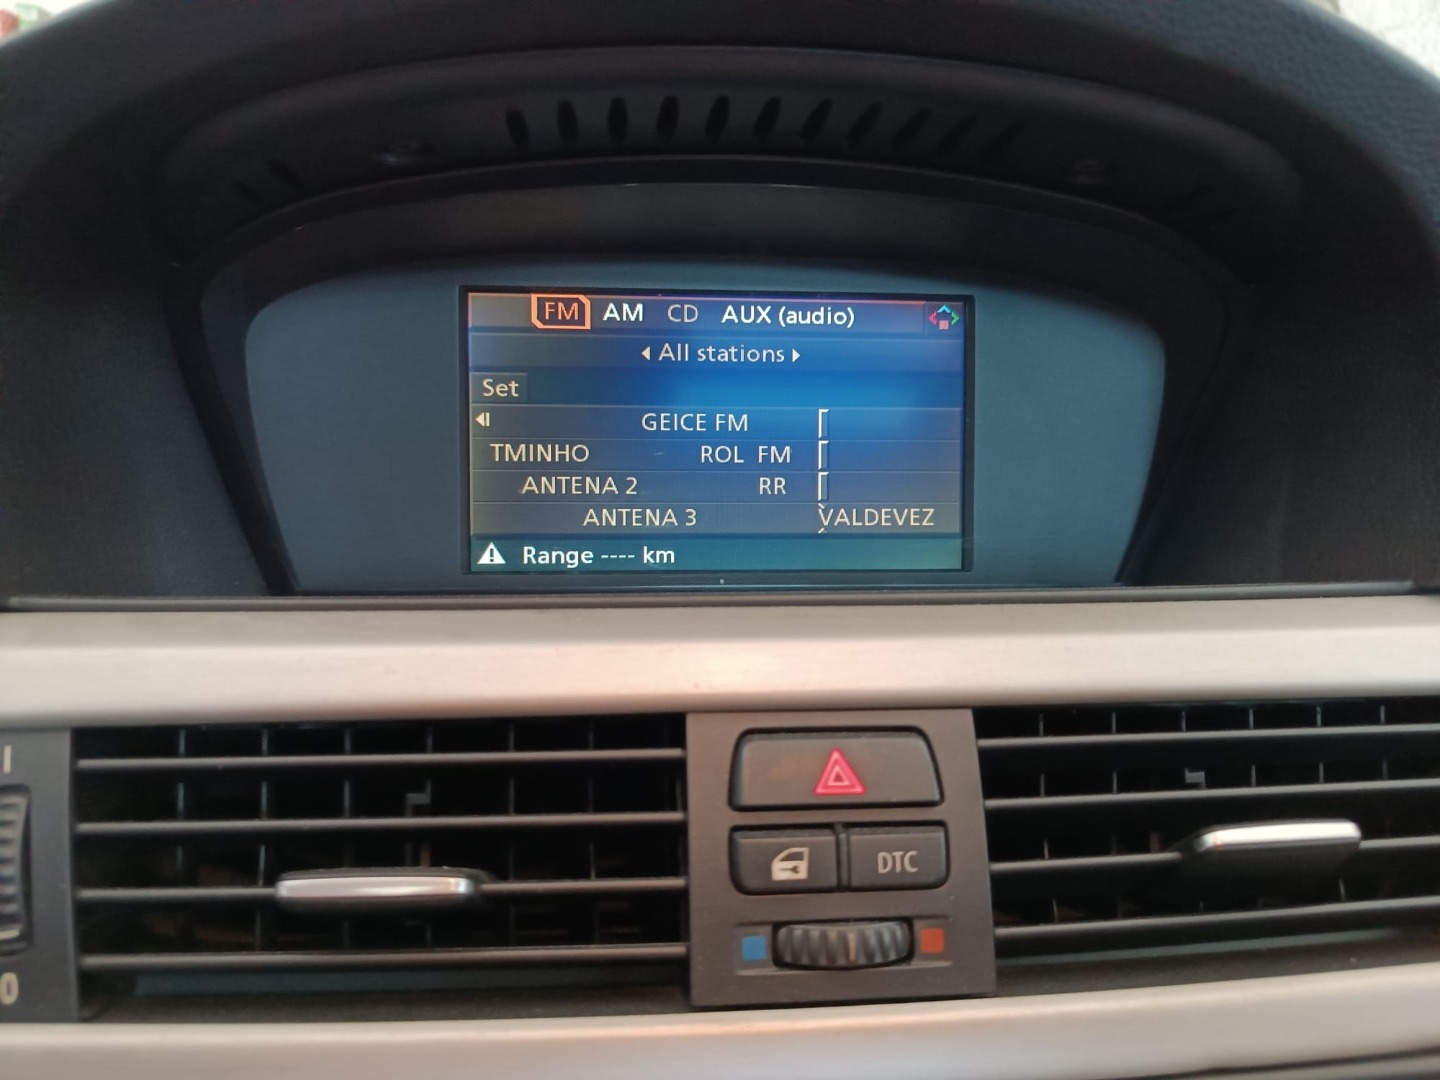 FM AM CD AUX (audio)
All stations
Set
GEICE FM
TMINHO ROL FM
ANTENA 2 RR
ANTENA 3 VALDEVEZ
Range ---- km
DTC
0